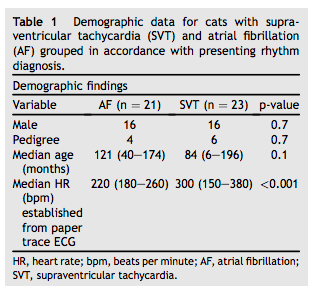 Table 1 Demographic data for cats with supra-
ventricular tachycardia (SVT) and atrial fibrillation
(AF) grouped in accordance with presenting rhythm
diagnosis.
Demographic findings
Variable AF (n = 21) SVT (n = 23) p-value
Male 16 16 0.7
Pedigree 4 6 0.7
Median age 121 (40–174) 84 (6–196) 0.1
(months)
Median HR 220 (180–260) 300 (150–380) <0.001
(bpm)
established
from paper
trace ECG
HR, heart rate; bpm, beats per minute; AF, atrial fibrillation;
SVT, supraventricular tachycardia.